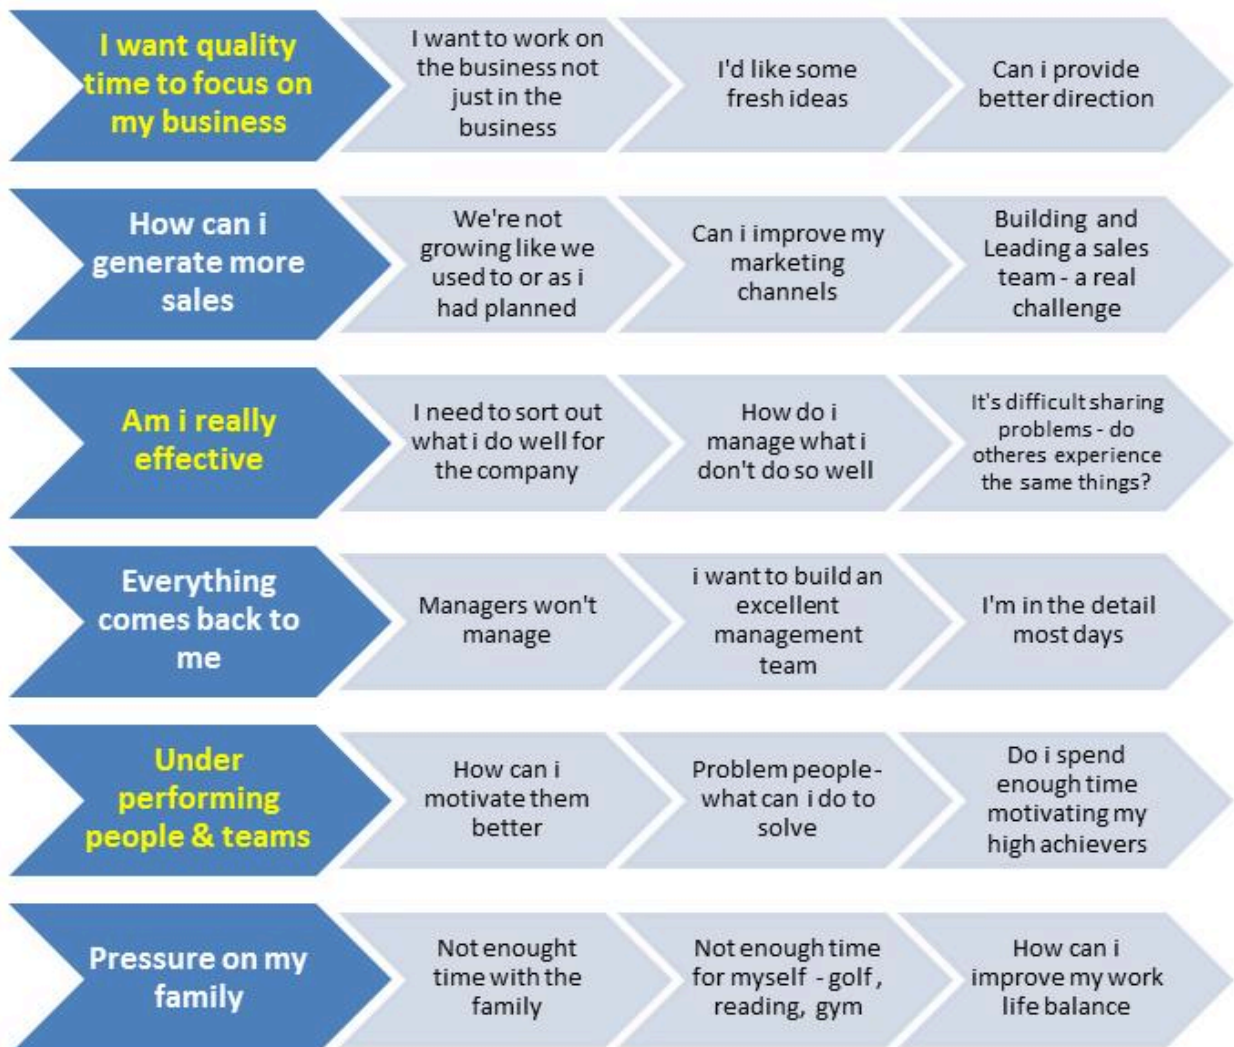 I want quality
time to focus on
my business
I want to work on
the business not
just in the
business
I'd like some
fresh ideas
Can i provide
better direction
How can i
generate more
sales
We're not
growing like we
used to or as i
had planned
Can i improve my
marketing
channels
Building and
Leading a sales
team - a real
challenge
Am i really
effective
I need to sort out
what i do well for
the company
How do i
manage what i
don't do so well
It's difficult sharing
problems - do
otheres experience
the same things?
Everything
comes back to
me
Managers won't
manage
i want to build an
excellent
management
team
I'm in the detail
most days
Under
performing
people & teams
How can i
motivate them
better
Problem people-
what can i do to
solve
Do i spend
enough time
motivating my
high achievers
Pressure on my
family
Not enought
time with the
family
Not enough time
for myself - golf,
reading, gym
How can i
improve my work
life balance